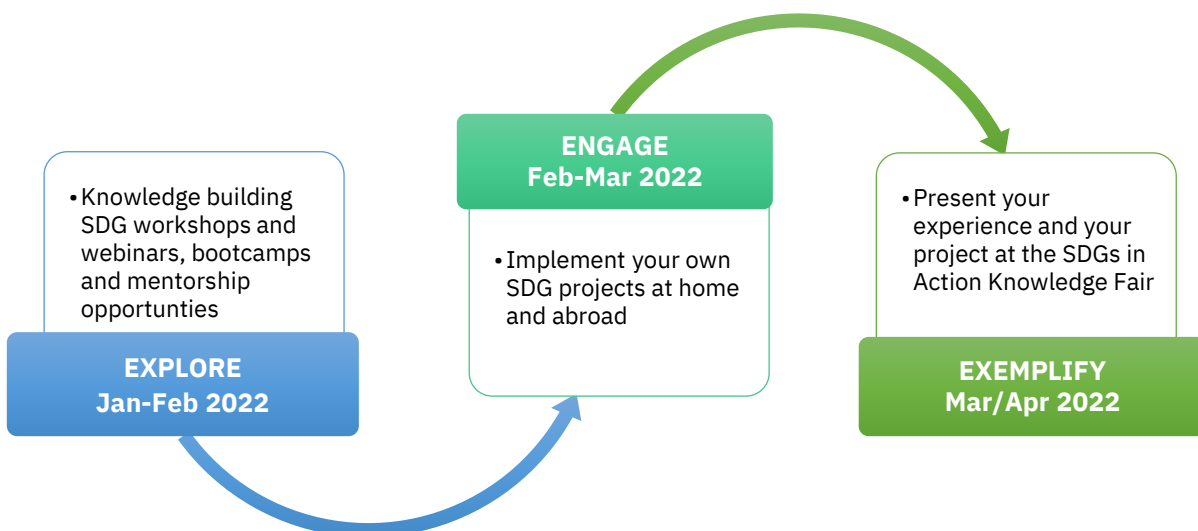 • Knowledge building
SDG workshops and
webinars, bootcamps
and mentorship
opportunties
EXPLORE
Jan-Feb 2022
ENGAGE
Feb-Mar 2022
• Implement your own
SDG projects at home
and abroad
• Present your
experience and your
project at the SDGs in
Action Knowledge Fair
EXEMPLIFY
Mar/Apr 2022